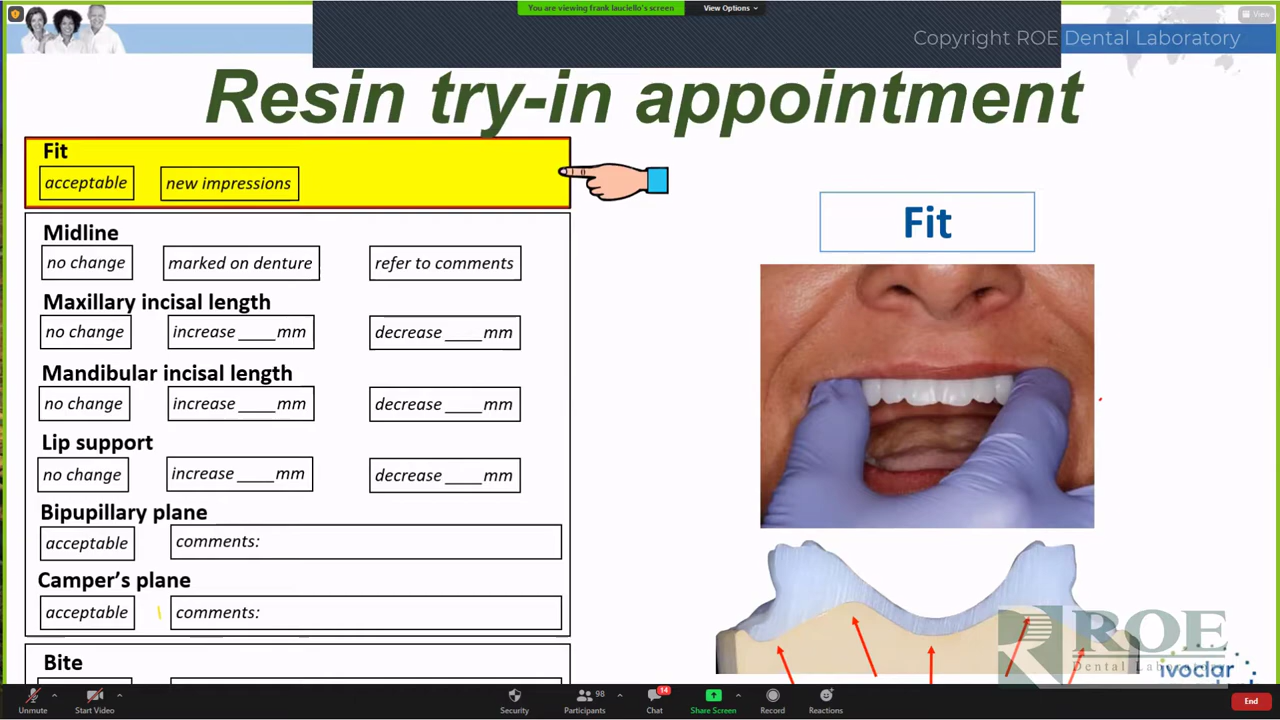 You are viewing frank lauciello's screen
View Options
View
Copyright ROE Dental Laboratory
Resin try-in appointment
Fit
acceptable new impressions
Midline
no change marked on denture refer to comments
Maxillary incisal length
no change increase ____mm decrease ____mm
Mandibular incisal length
no change increase ____mm decrease ____mm
Lip support
no change increase ____mm decrease ____mm
Bipupillary plane
acceptable comments:
Camper's plane
acceptable comments:
Bite
Fit
ROE
Dental Laboratory
ivoclar
Unmute
Start Video
Security
98
Participants
14
Chat
Share Screen
Record
Reactions
End